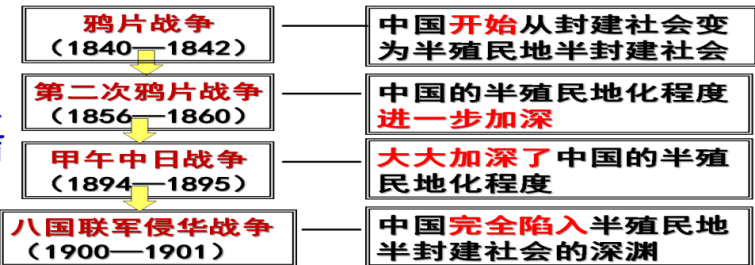 鸦片战争
（1840—1842）
中国开始从封建社会变
为半殖民地半封建社会
第二次鸦片战争
（1856—1860）
中国的半殖民地化程度
进一步加深
甲午中日战争
（1894—1895）
大大加深了中国的半殖
民地化程度
八国联军侵华战争
（1900—1901）
中国完全陷入半殖民地
半封建社会的深渊